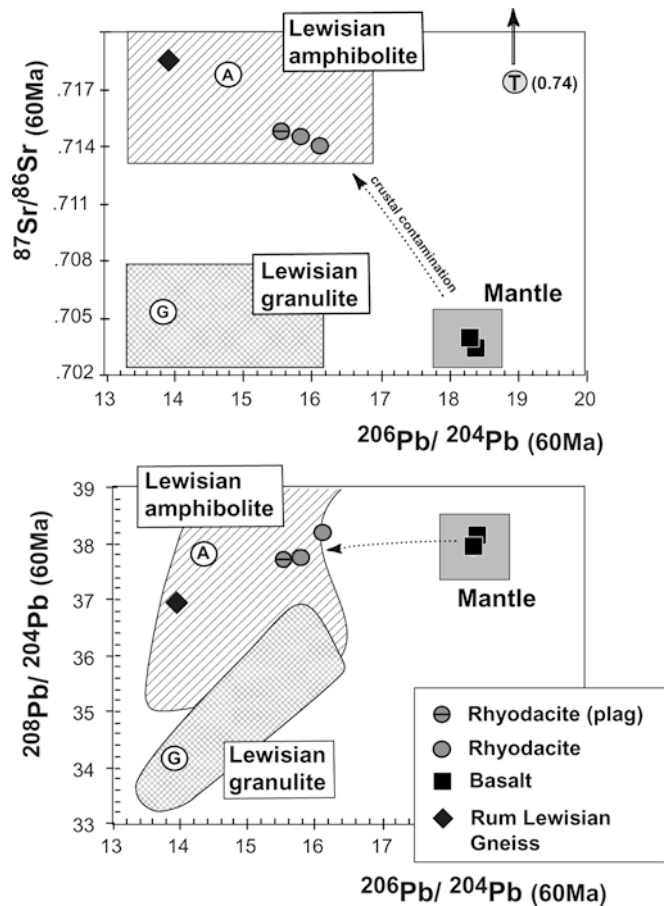 Lewisian
amphibolite
A
T (0.74)
.717
.714
.711
.708
.705
.702
87Sr/86Sr (60Ma)
crustal contamination
Lewisian
granulite
G
Mantle
13 14 15 16 17 18 19 20
206Pb/ 204Pb (60Ma)
39
38
37
36
35
34
33
208Pb/ 204Pb (60Ma)
Lewisian
amphibolite
A
Mantle
G
Lewisian
granulite
Rhyodacite (plag)
Rhyodacite
Basalt
Rum Lewisian
Gneiss
13 14 15 16 17 18 19 20
206Pb/ 204Pb (60Ma)